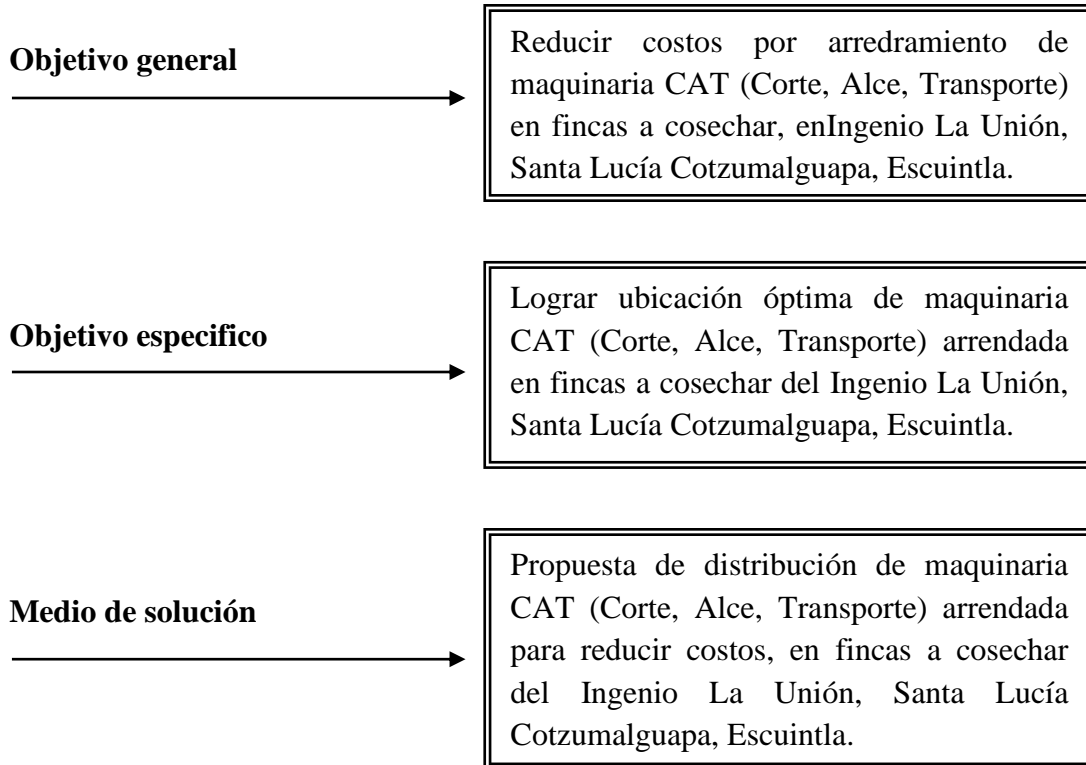 Objetivo general
Reducir costos por arredramiento de
maquinaria CAT (Corte, Alce, Transporte)
en fincas a cosechar, enIngenio La Unión,
Santa Lucía Cotzumalguapa, Escuintla.
Objetivo especifico
Lograr ubicación óptima de maquinaria
CAT (Corte, Alce, Transporte) arrendada
en fincas a cosechar del Ingenio La Unión,
Santa Lucía Cotzumalguapa, Escuintla.
Medio de solución
Propuesta de distribución de maquinaria
CAT (Corte, Alce, Transporte) arrendada
para reducir costos, en fincas a cosechar
del Ingenio La Unión, Santa Lucía
Cotzumalguapa, Escuintla.